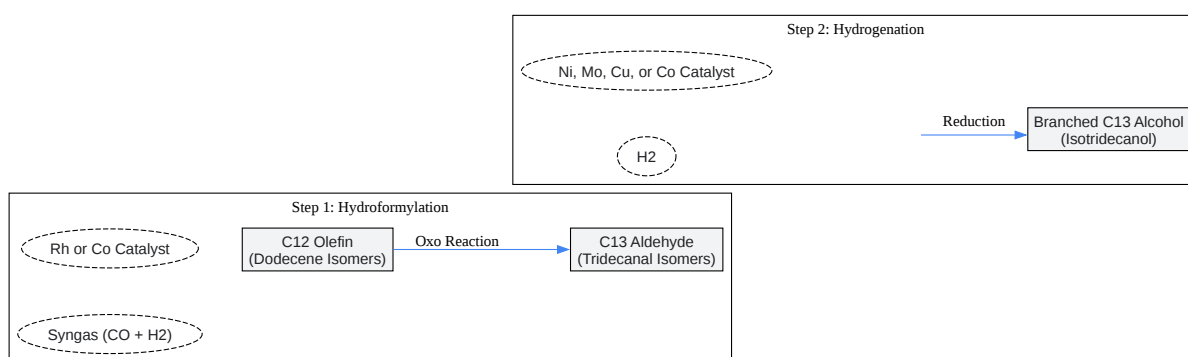 Step 2: Hydrogenation
Ni, Mo, Cu, or Co Catalyst
Reduction
Branched C13 Alcohol
(Isotridecanol)
H2
Step 1: Hydroformylation
Rh or Co Catalyst
C12 Olefin
(Dodecene Isomers)
Oxo Reaction
C13 Aldehyde
(Tridecanal Isomers)
Syngas (CO + H2)